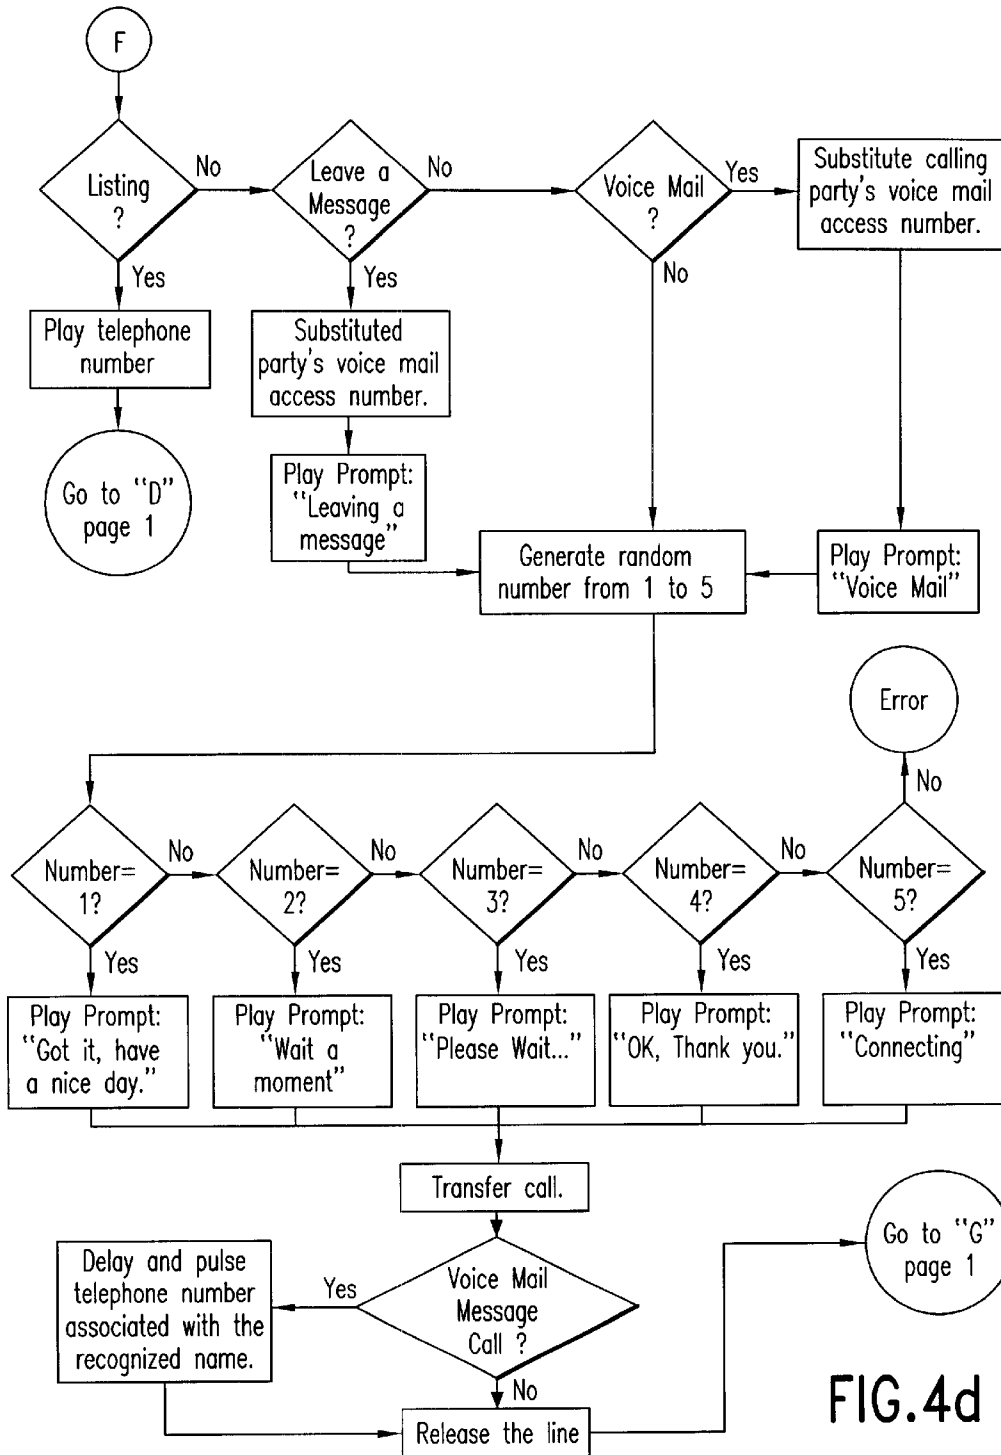 F
Listing
?
No
Leave a
Message
?
No
Voice Mail
?
Yes
Substitute calling
party's voice mail
access number.
Yes
Yes
No
Play telephone
number
Substituted
party's voice mail
access number.
Go to "D"
page 1
Play Prompt:
"Leaving a
message"
Generate random
number from 1 to 5
Play Prompt:
"Voice Mail"
Error
No
Number=
1?
No
Number=
2?
No
Number=
3?
No
Number=
4?
No
Number=
5?
Yes
Yes
Yes
Yes
Yes
Play Prompt:
"Got it, have
a nice day."
Play Prompt:
"Wait a
moment"
Play Prompt:
"Please Wait..."
Play Prompt:
"OK, Thank you."
Play Prompt:
"Connecting"
Transfer call.
Go to "G"
page 1
Delay and pulse
telephone number
associated with the
recognized name.
Yes
Voice Mail
Message
Call ?
No
Release the line
FIG.4d